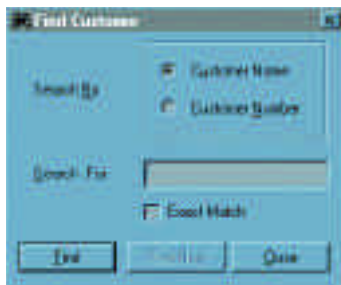 Find Customer
Search By
Customer Name
Customer Number
Search For
Exact Match
Find
Close